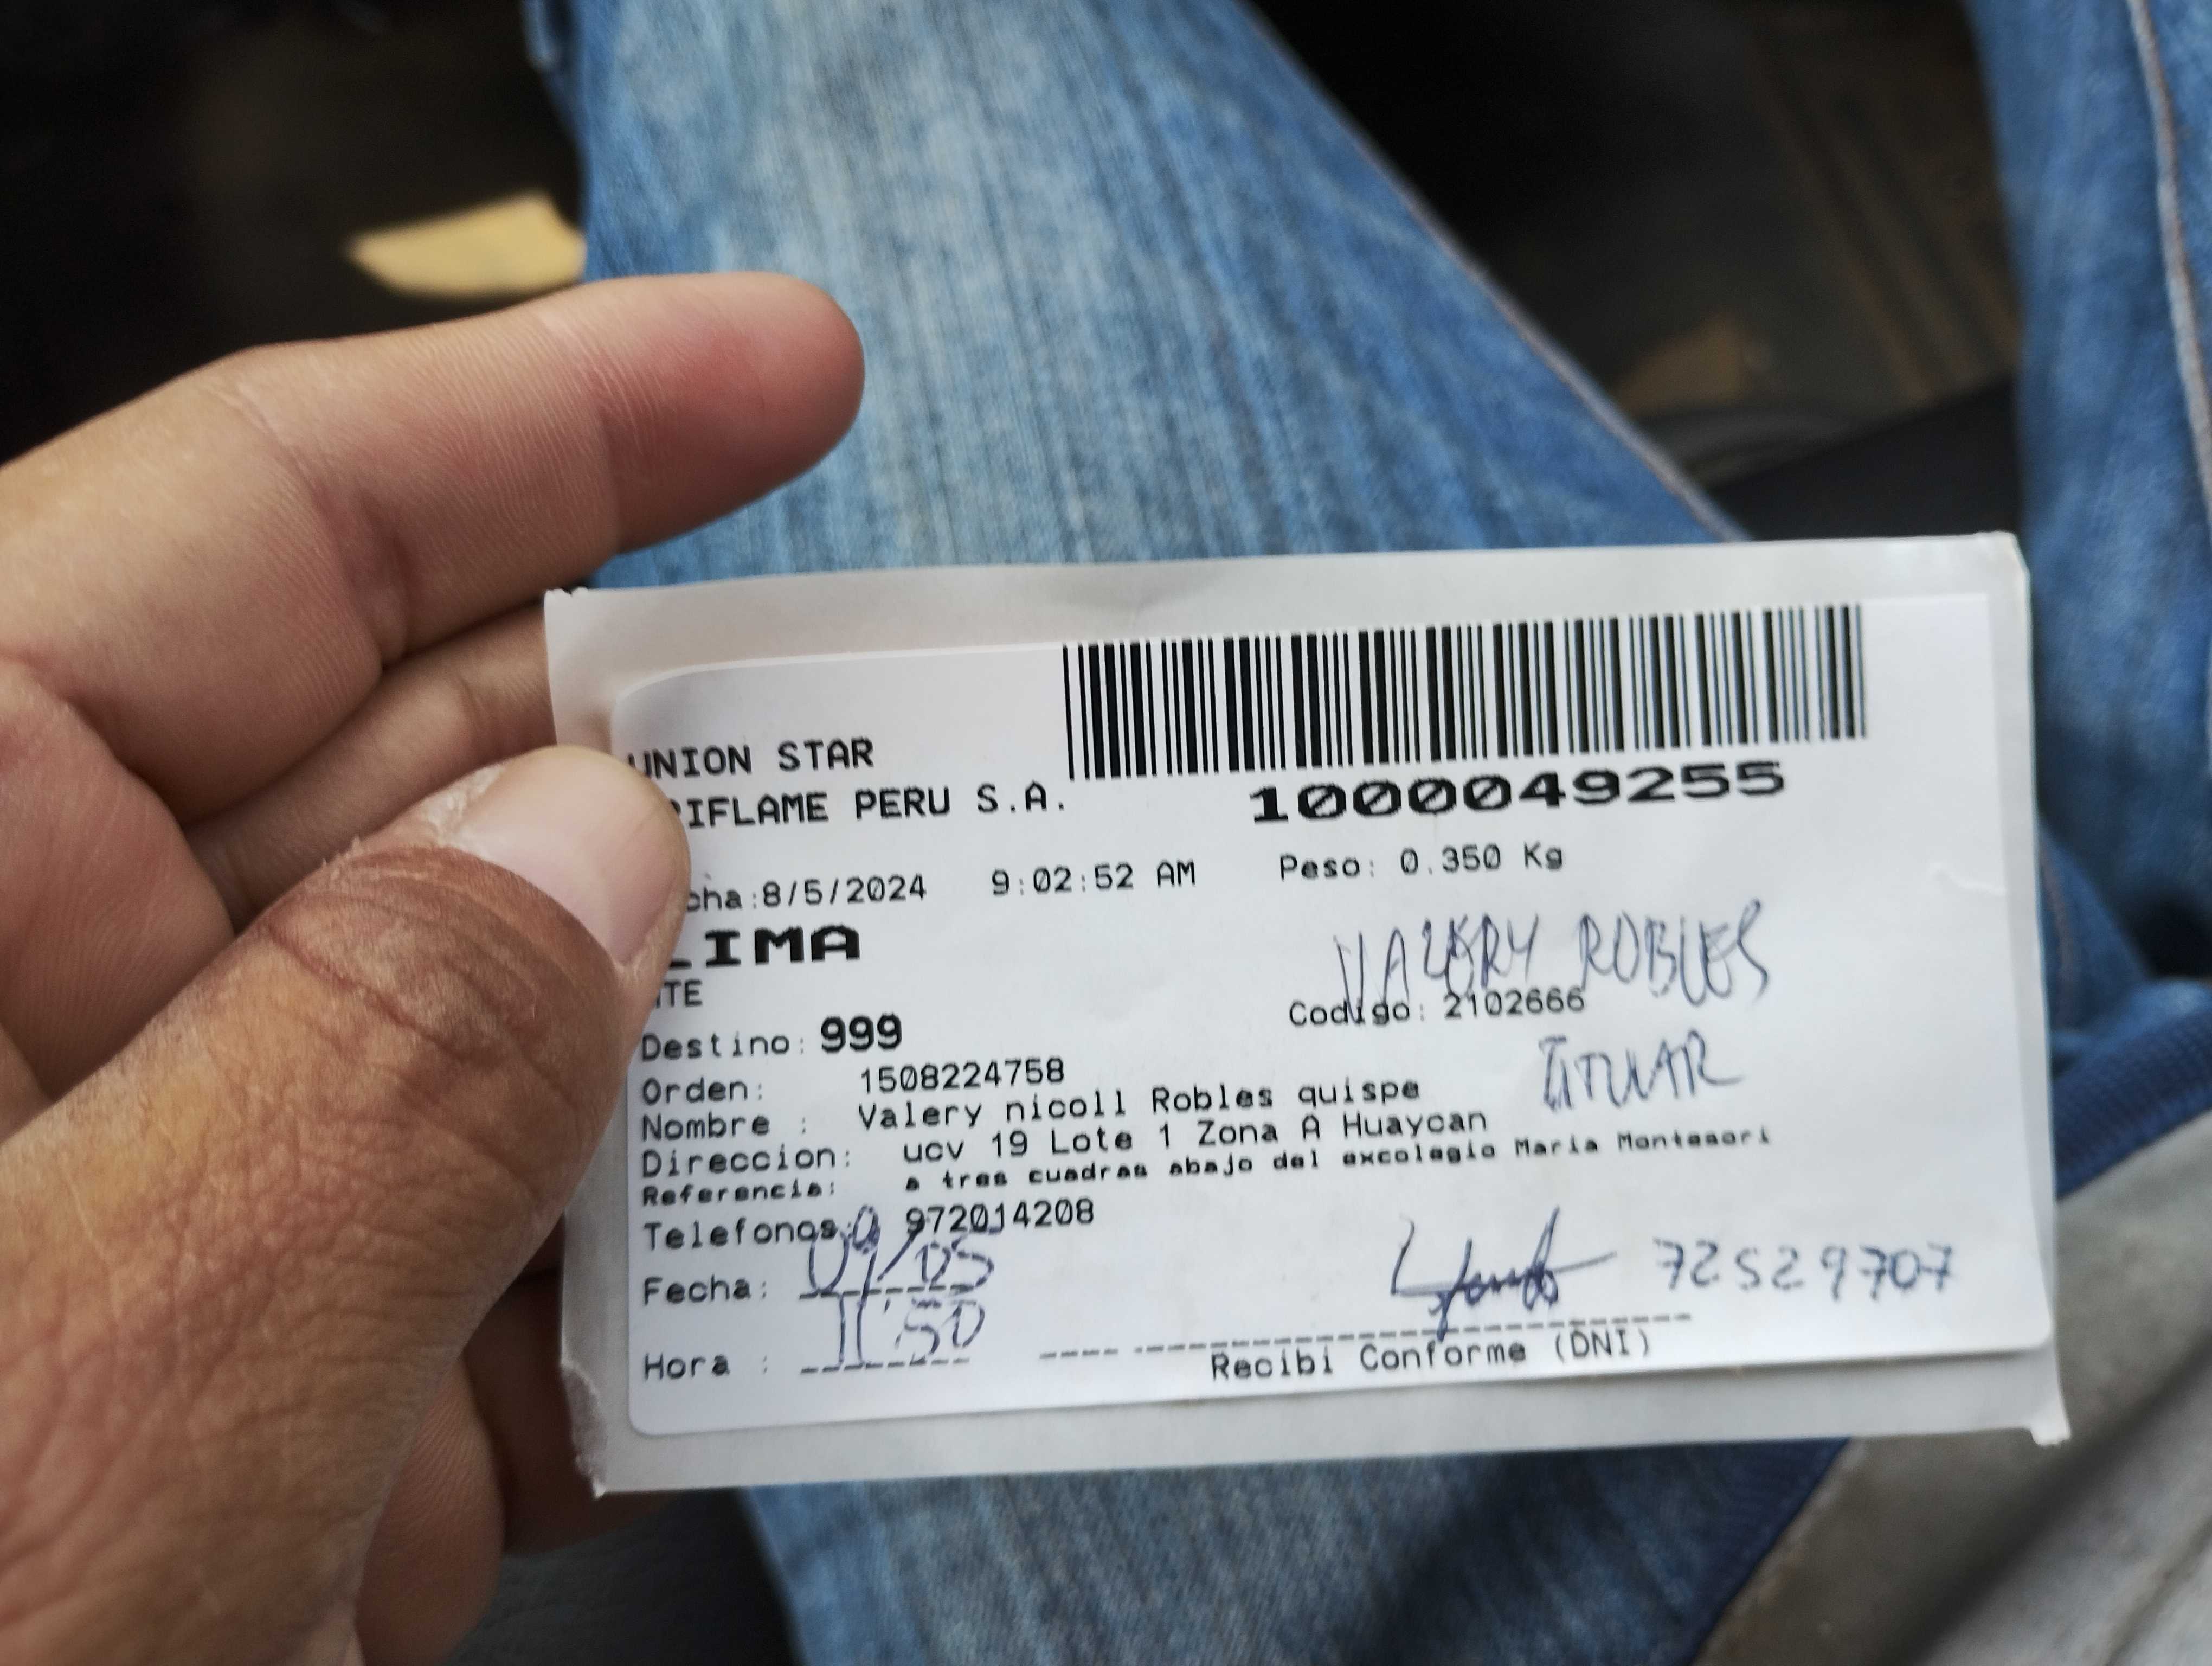 UNION STAR
RIFLAME PERU S.A.
1000049255
cha:8/5/2024 9:02:52 AM Peso: 0.350 Kg
LIMA
VALERY ROBLES
TE
Codigo: 2102666
Destino: 999
TITULAR
Orden: 1508224758
Nombre : Valery nicoll Robles quispe
Direccion: ucv 19 Lote 1 Zona A Huaycan
Referencia: a tres cuadras abajo del excolegio Maria Montesori
Telefonos: 972014208
Fecha: 09/05
72529707
Hora : 11:50
Recibi Conforme (DNI)